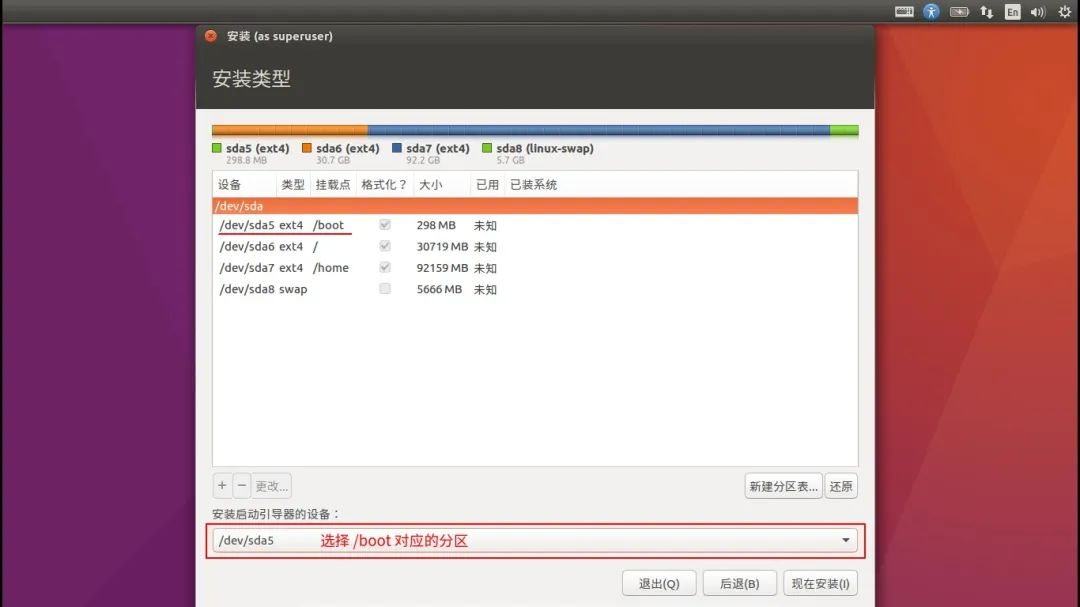 En
安装 (as superuser)
安装类型
sda5 (ext4) sda6 (ext4) sda7 (ext4) sda8 (linux-swap)
298.8 MB 30.7 GB 92.2 GB 5.7 GB
设备 类型 挂载点 格式化？ 大小 已用 已装系统
/dev/sda
/dev/sda5 ext4 /boot 298 MB 未知
/dev/sda6 ext4 / 30719 MB 未知
/dev/sda7 ext4 /home 92159 MB 未知
/dev/sda8 swap 5666 MB 未知
+ − 更改... 新建分区表... 还原
安装启动引导器的设备：
/dev/sda5 选择 /boot 对应的分区
退出(Q) 后退(B) 现在安装(I)